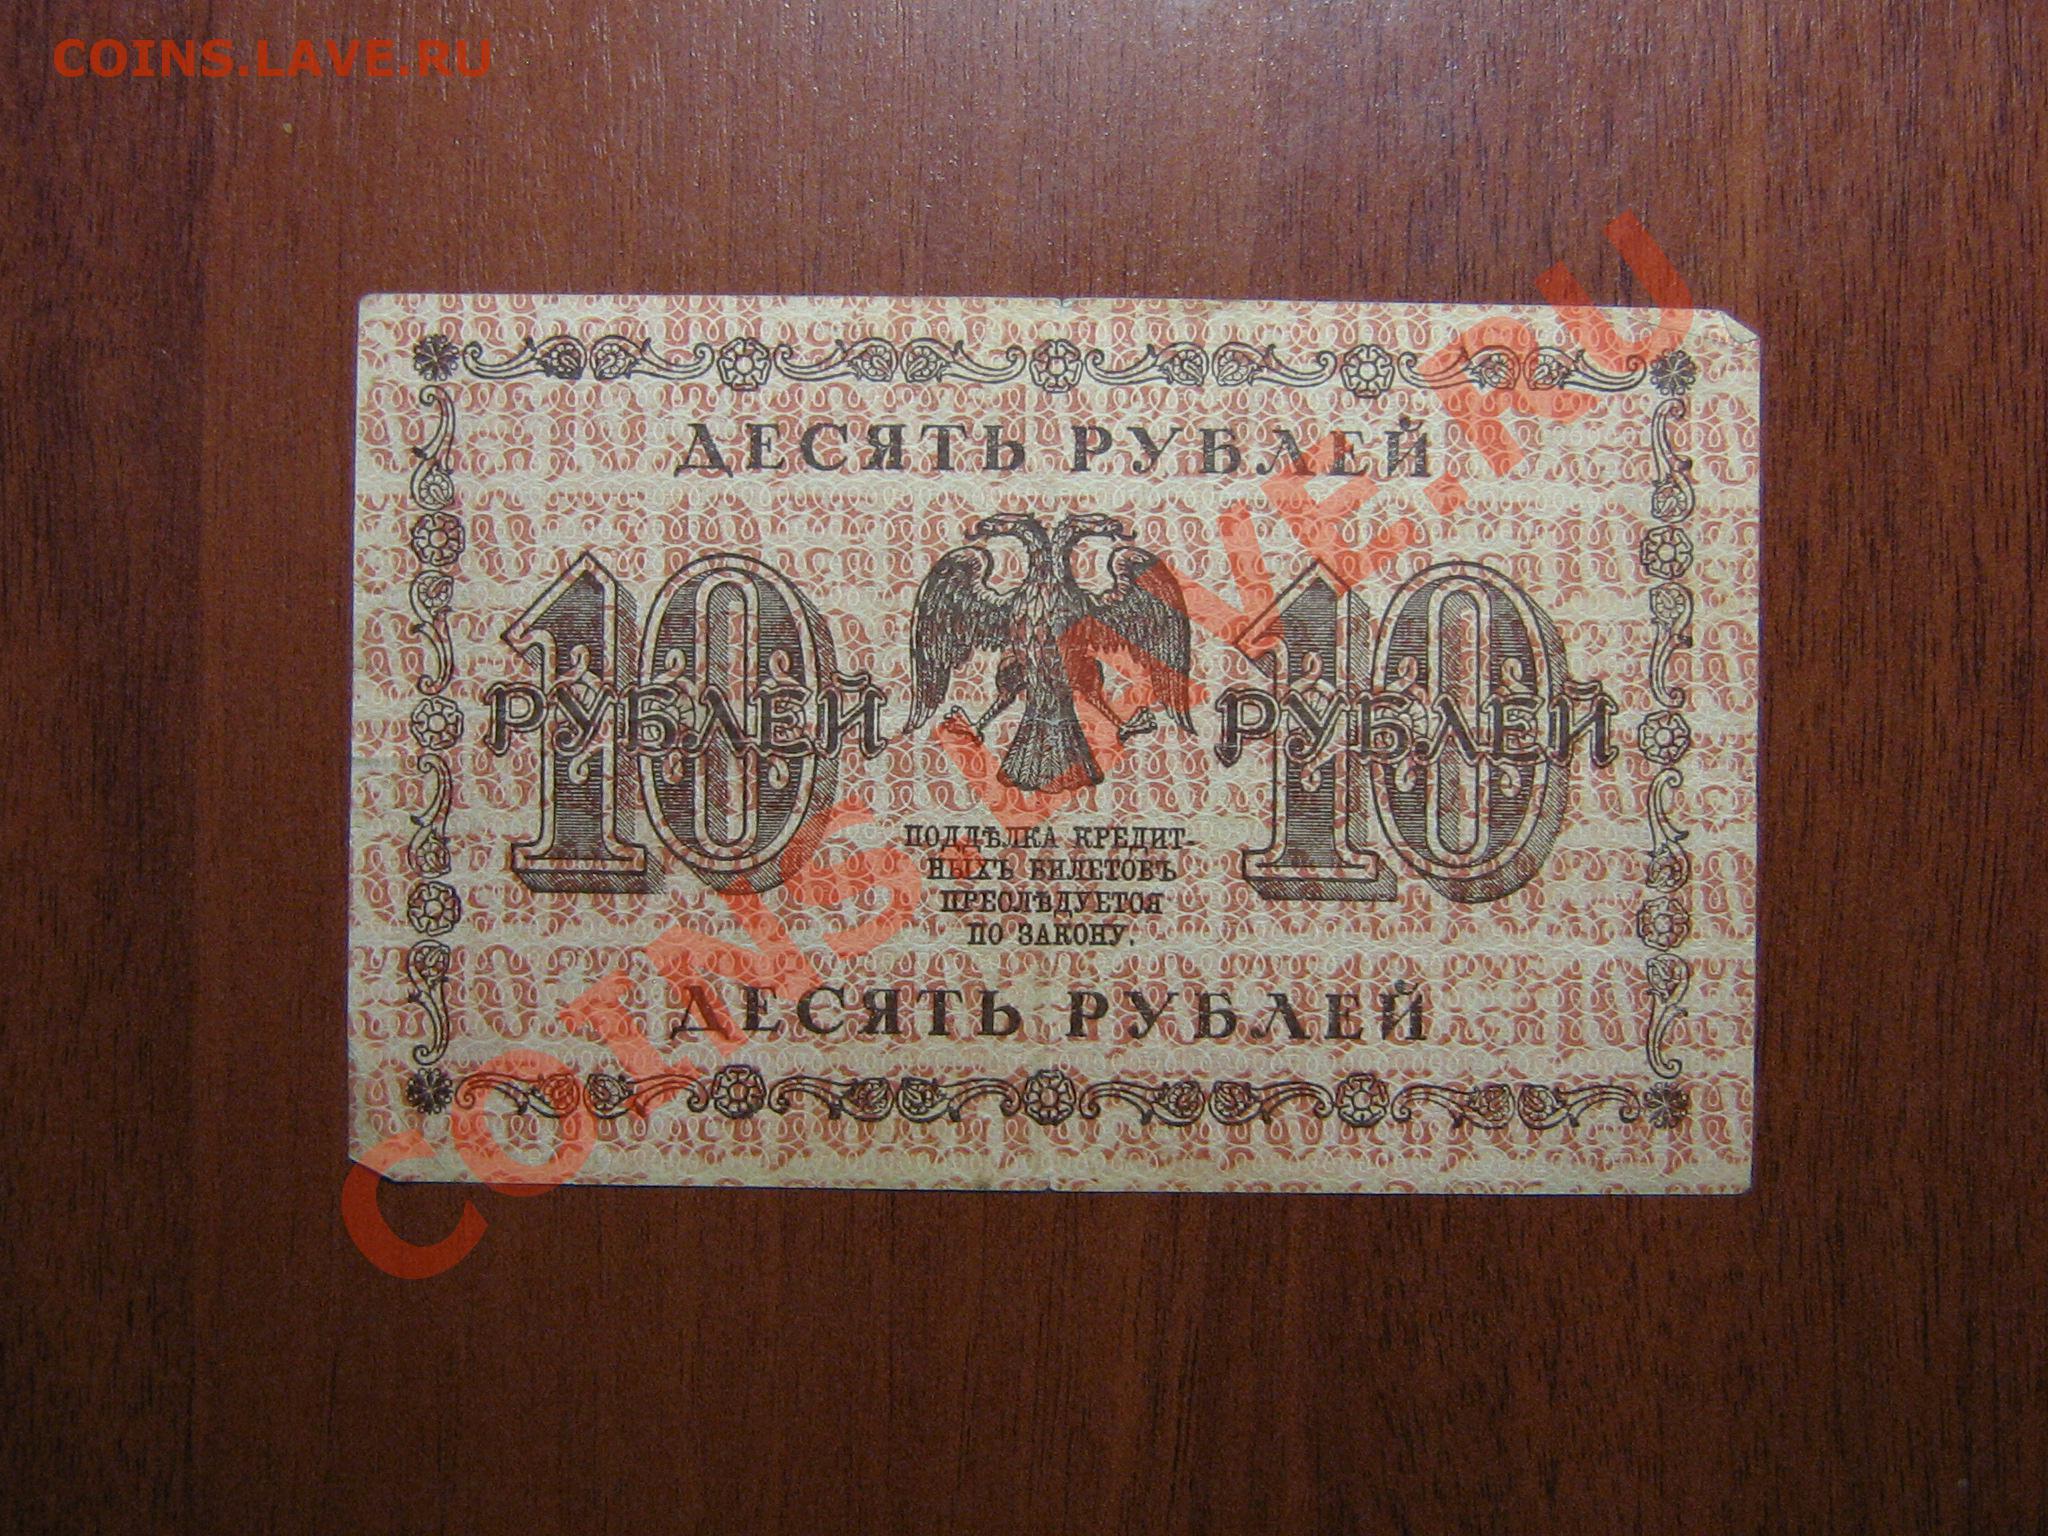 COINS.LAVE.RU
ДЕСЯТЬ РУБЛЕЙ
10 РУБЛЕЙ
10 РУБЛЕЙ
ПОДДѢЛКА КРЕДИТ-
НЫХЪ БИЛЕТОВЪ
ПРЕСЛѢДУЕТСЯ
ПО ЗАКОНУ.
ДЕСЯТЬ РУБЛЕЙ
COINS.LAVE.RU